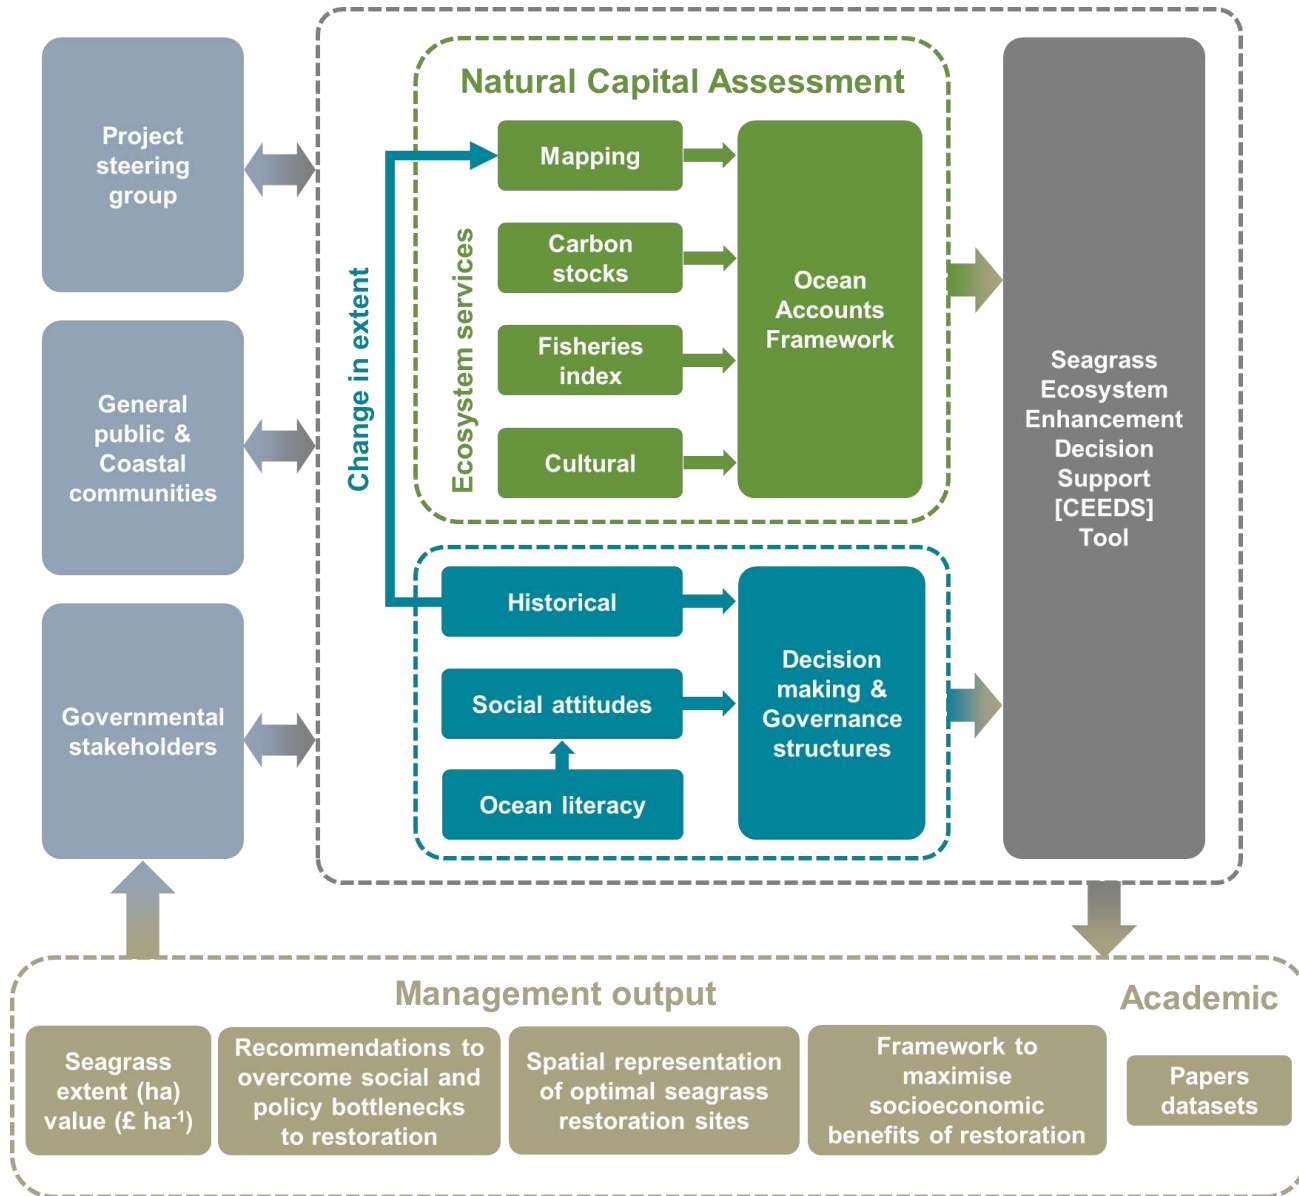 Project
steering
group
General
public &
Coastal
communities
Governmental
stakeholders
Change in extent
Natural Capital Assessment
Ecosystem services
Mapping
Carbon
stocks
Fisheries
index
Cultural
Ocean
Accounts
Framework
Historical
Social attitudes
Ocean literacy
Decision
making &
Governance
structures
Seagrass
Ecosystem
Enhancement
Decision
Support
[CEEDS]
Tool
Management output
Academic
Seagrass
extent (ha)
value (£ ha⁻¹)
Recommendations to
overcome social and
policy bottlenecks
to restoration
Spatial representation
of optimal seagrass
restoration sites
Framework to
maximise
socioeconomic
benefits of restoration
Papers
datasets